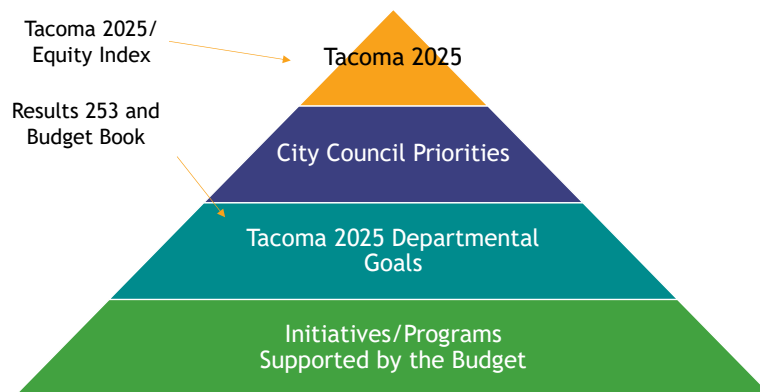 Tacoma 2025/
Equity Index
Tacoma 2025
Results 253 and
Budget Book
City Council Priorities
Tacoma 2025 Departmental
Goals
Initiatives/Programs
Supported by the Budget